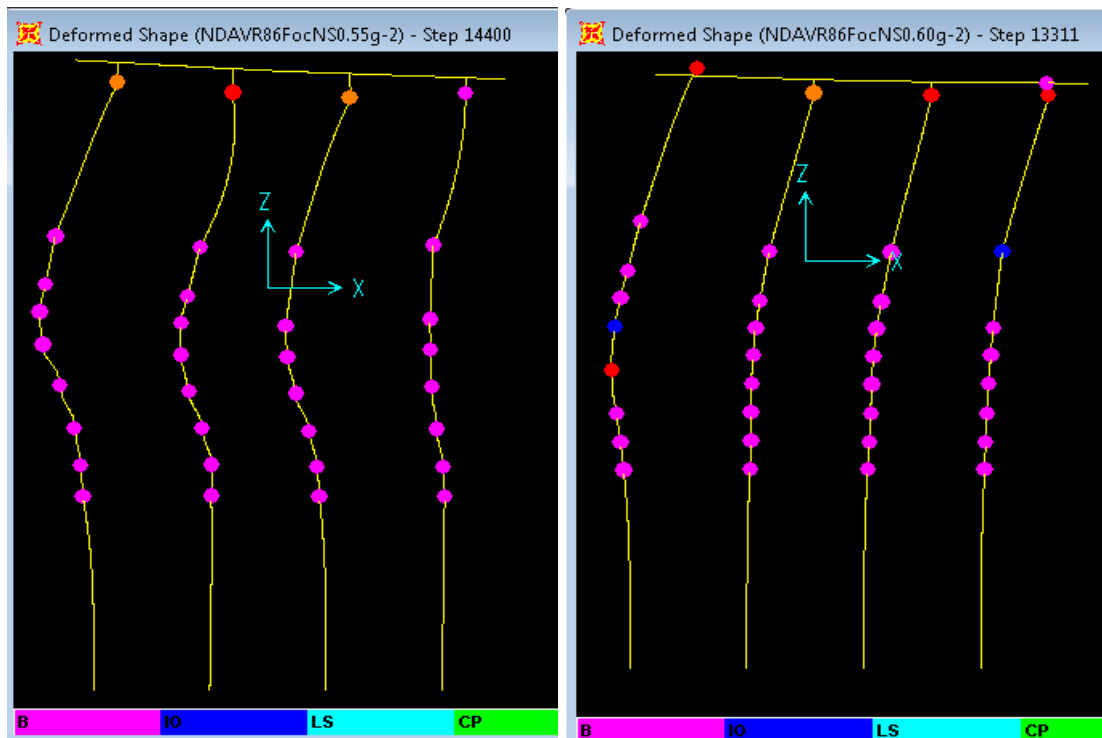 Deformed Shape (NDAVR86FocNS0.55g-2) - Step 14400
Z
X
B IO LS CP
Deformed Shape (NDAVR86FocNS0.60g-2) - Step 13311
Z
X
B IO LS CP